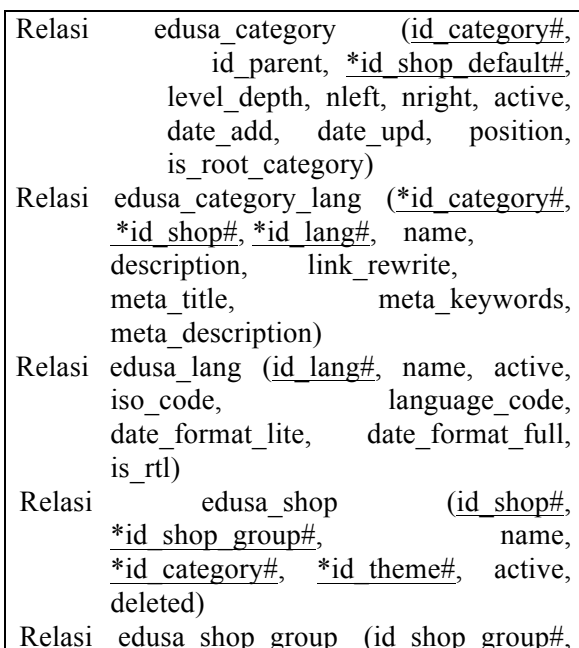 Relasi edusa_category (id_category#,
id_parent, *id_shop_default#,
level_depth, nleft, nright, active,
date_add, date_upd, position,
is_root_category)
Relasi edusa_category_lang (*id_category#,
*id_shop#, *id_lang#, name,
description, link_rewrite,
meta_title, meta_keywords,
meta_description)
Relasi edusa_lang (id_lang#, name, active,
iso_code, language_code,
date_format_lite, date_format_full,
is_rtl)
Relasi edusa_shop (id_shop#,
*id_shop_group#, name,
*id_category#, *id_theme#, active,
deleted)
Relasi edusa_shop_group (id_shop_group#,